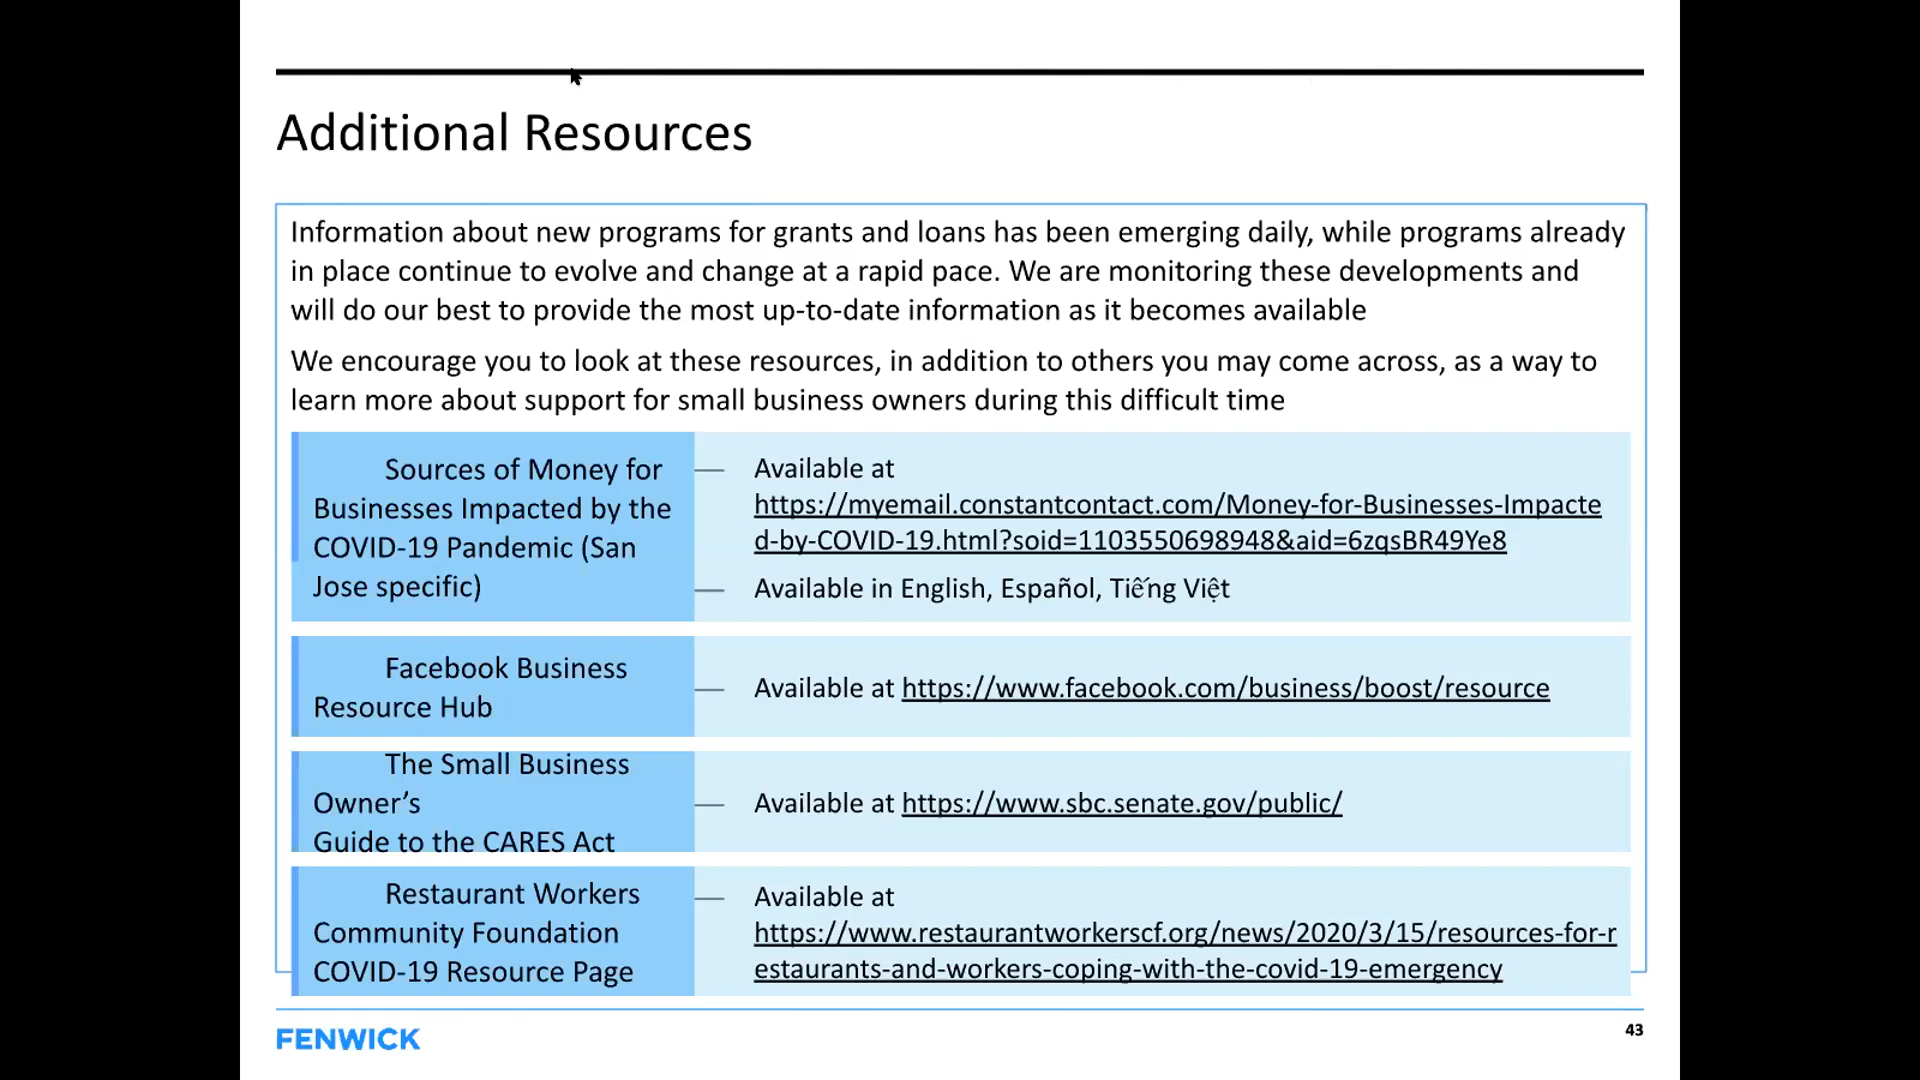 Additional Resources
Information about new programs for grants and loans has been emerging daily, while programs already
in place continue to evolve and change at a rapid pace. We are monitoring these developments and
will do our best to provide the most up-to-date information as it becomes available
We encourage you to look at these resources, in addition to others you may come across, as a way to
learn more about support for small business owners during this difficult time
Sources of Money for
Businesses Impacted by the
COVID-19 Pandemic (San
Jose specific)
— Available at
https://myemail.constantcontact.com/Money-for-Businesses-Impacte
d-by-COVID-19.html?soid=1103550698948&aid=6zqsBR49Ye8
— Available in English, Español, Tiếng Việt
Facebook Business
Resource Hub
— Available at https://www.facebook.com/business/boost/resource
The Small Business
Owner’s
Guide to the CARES Act
— Available at https://www.sbc.senate.gov/public/
Restaurant Workers
Community Foundation
COVID-19 Resource Page
— Available at
https://www.restaurantworkerscf.org/news/2020/3/15/resources-for-r
estaurants-and-workers-coping-with-the-covid-19-emergency
FENWICK
43